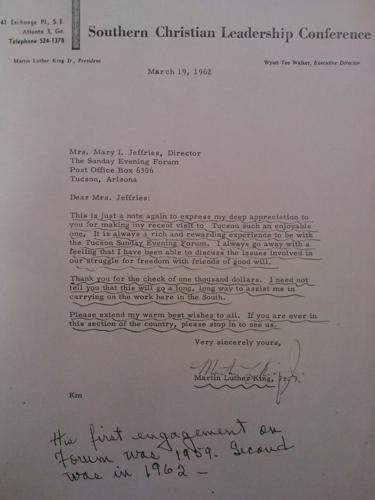 41 Exchange Pl., S. E.
Atlanta 3, Ga.
Telephone 524-1378
Southern Christian Leadership Conference
Martin Luther King Jr., President
Wyatt Tee Walker, Executive Director
March 19, 1962
Mrs. Mary L. Jeffries, Director
The Sunday Evening Forum
Post Office Box 6306
Tucson, Arizona
Dear Mrs. Jeffries:
This is just a note again to express my deep appreciation to
you for making my recent visit to Tucson such an enjoyable
one. It is always a rich and rewarding experience to be with
the Tucson Sunday Evening Forum. I always go away with a
feeling that I have been able to discuss the issues involved in
our struggle for freedom with friends of good will.
Thank you for the check of one thousand dollars. I need not
tell you that this will go a long, long way to assist me in
carrying on the work here in the South.
Please extend my warm best wishes to all. If you are ever in
this section of the country, please stop in to see us.
Very sincerely yours,
Martin Luther King, Jr.
Martin Luther King, Jr.
Km
His first engagement on
Forum was 1959. Second
was in 1962 -